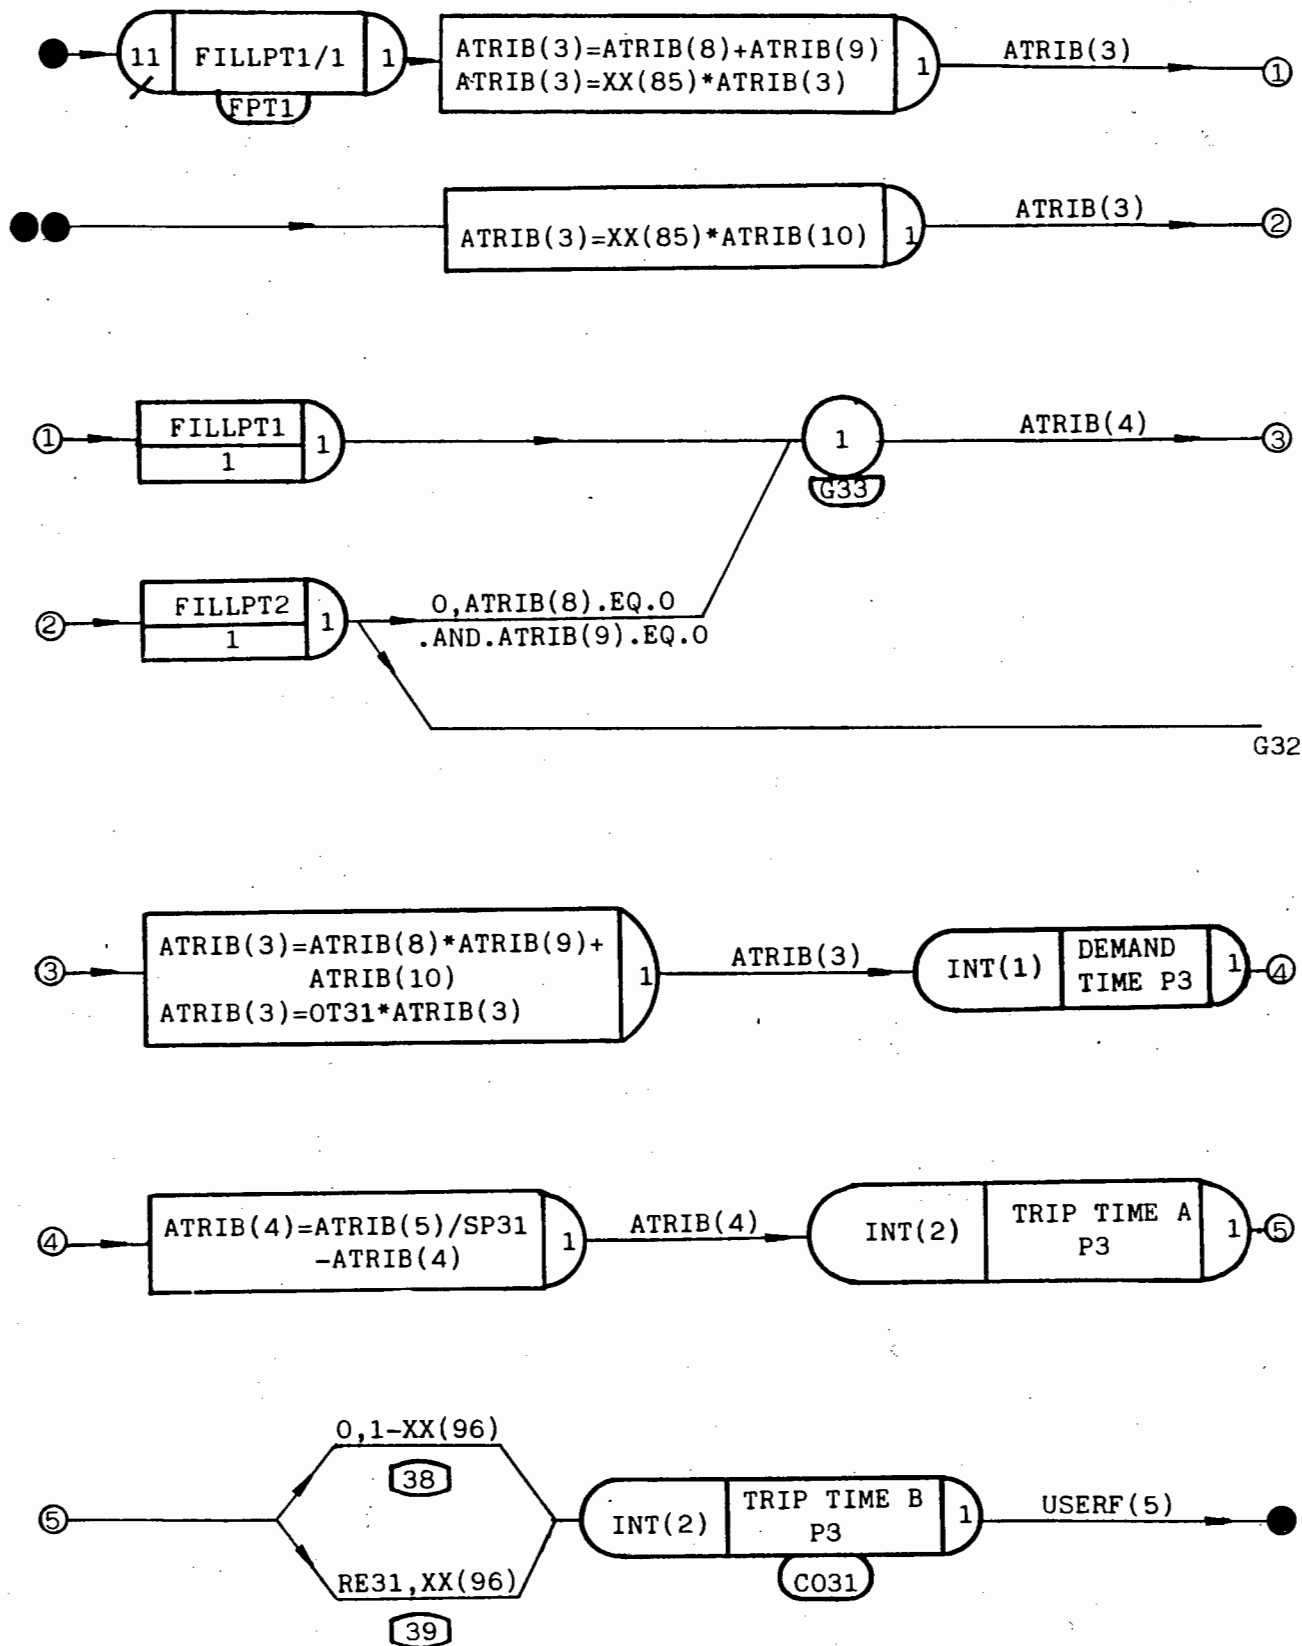 11 FILLPT1/1 1
FPT1
ATRIB(3)=ATRIB(8)+ATRIB(9)
ATRIB(3)=XX(85)*ATRIB(3)
1
ATRIB(3)
1
ATRIB(3)=XX(85)*ATRIB(10)
1
ATRIB(3)
2
1
FILLPT1
1
1
1
G33
ATRIB(4)
3
2
FILLPT2
1
1
0,ATRIB(8).EQ.0
.AND.ATRIB(9).EQ.0
G32
3
ATRIB(3)=ATRIB(8)*ATRIB(9)+
ATRIB(10)
ATRIB(3)=OT31*ATRIB(3)
1
ATRIB(3)
INT(1)
DEMAND
TIME P3
1
4
4
ATRIB(4)=ATRIB(5)/SP31
-ATRIB(4)
1
ATRIB(4)
INT(2)
TRIP TIME A
P3
1
5
5
0,1-XX(96)
38
RE31,XX(96)
39
INT(2)
TRIP TIME B
P3
1
CO31
USERF(5)